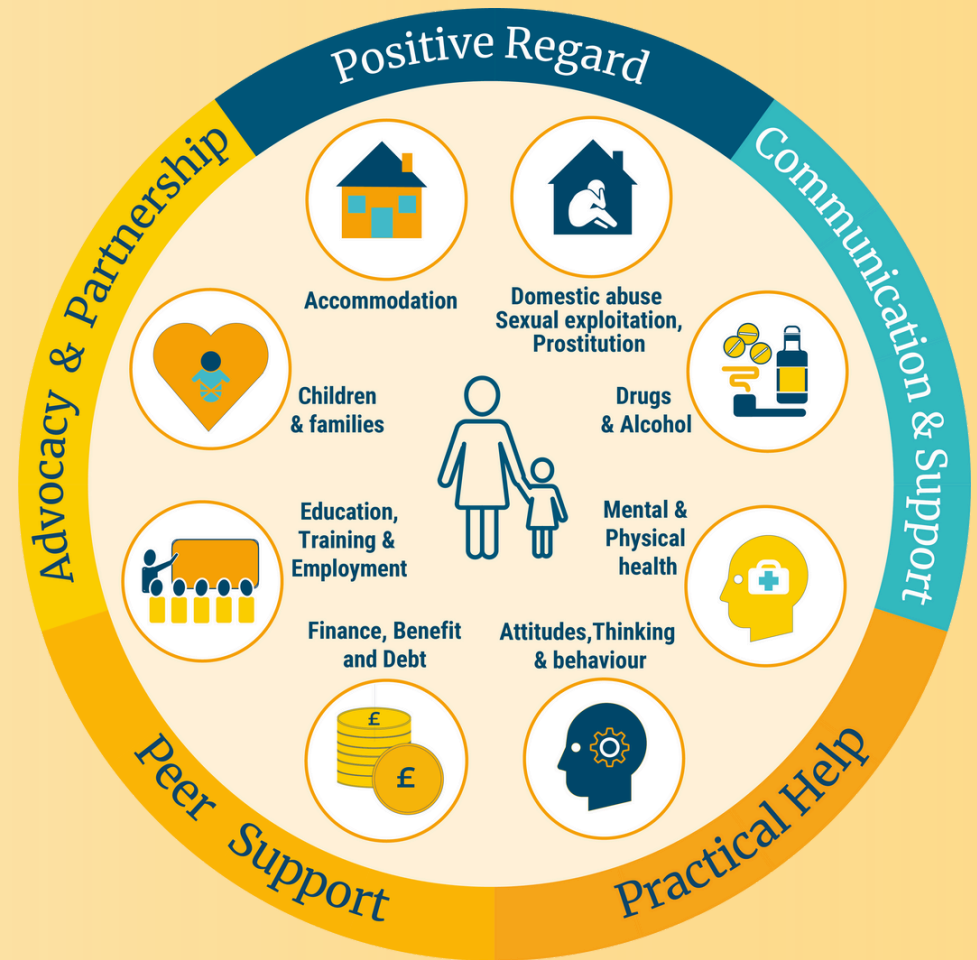 Positive Regard
Communication & Support
Practical Help
Peer Support
Advocacy & Partnership
Accommodation
Domestic abuse
Sexual exploitation,
Prostitution
Drugs
& Alcohol
Mental &
Physical
health
Attitudes,Thinking
& behaviour
Finance, Benefit
and Debt
£
£
Education,
Training &
Employment
Children
& families